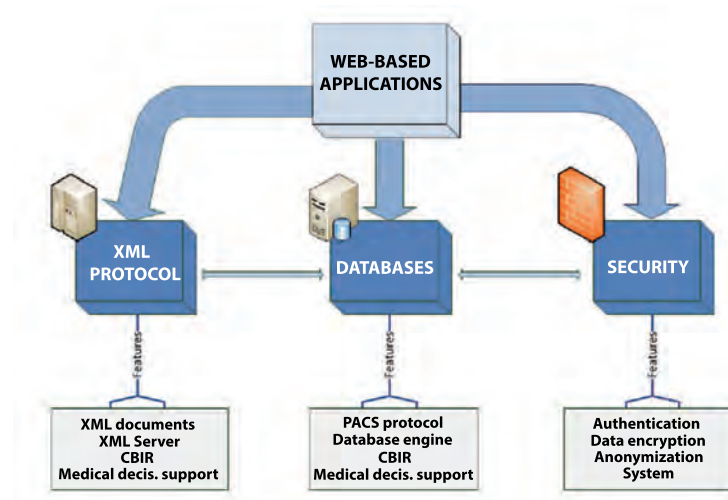 WEB-BASED
APPLICATIONS
XML
PROTOCOL
DATABASES
SECURITY
Features
Features
Features
XML documents
XML Server
CBIR
Medical decis. support
PACS protocol
Database engine
CBIR
Medical decis. support
Authentication
Data encryption
Anonymization
System